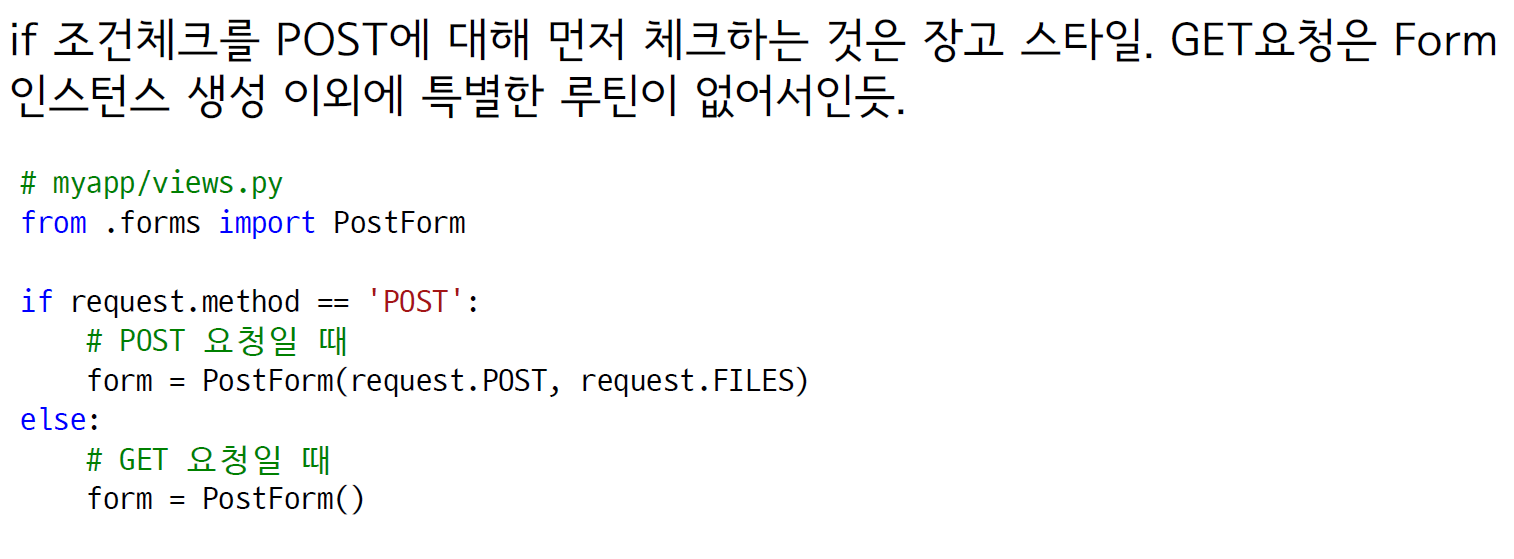 if 조건체크를 POST에 대해 먼저 체크하는 것은 장고 스타일. GET요청은 Form
인스턴스 생성 이외에 특별한 루틴이 없어서인듯.
# myapp/views.py
from .forms import PostForm
if request.method == 'POST':
    # POST 요청일 때
    form = PostForm(request.POST, request.FILES)
else:
    # GET 요청일 때
    form = PostForm()